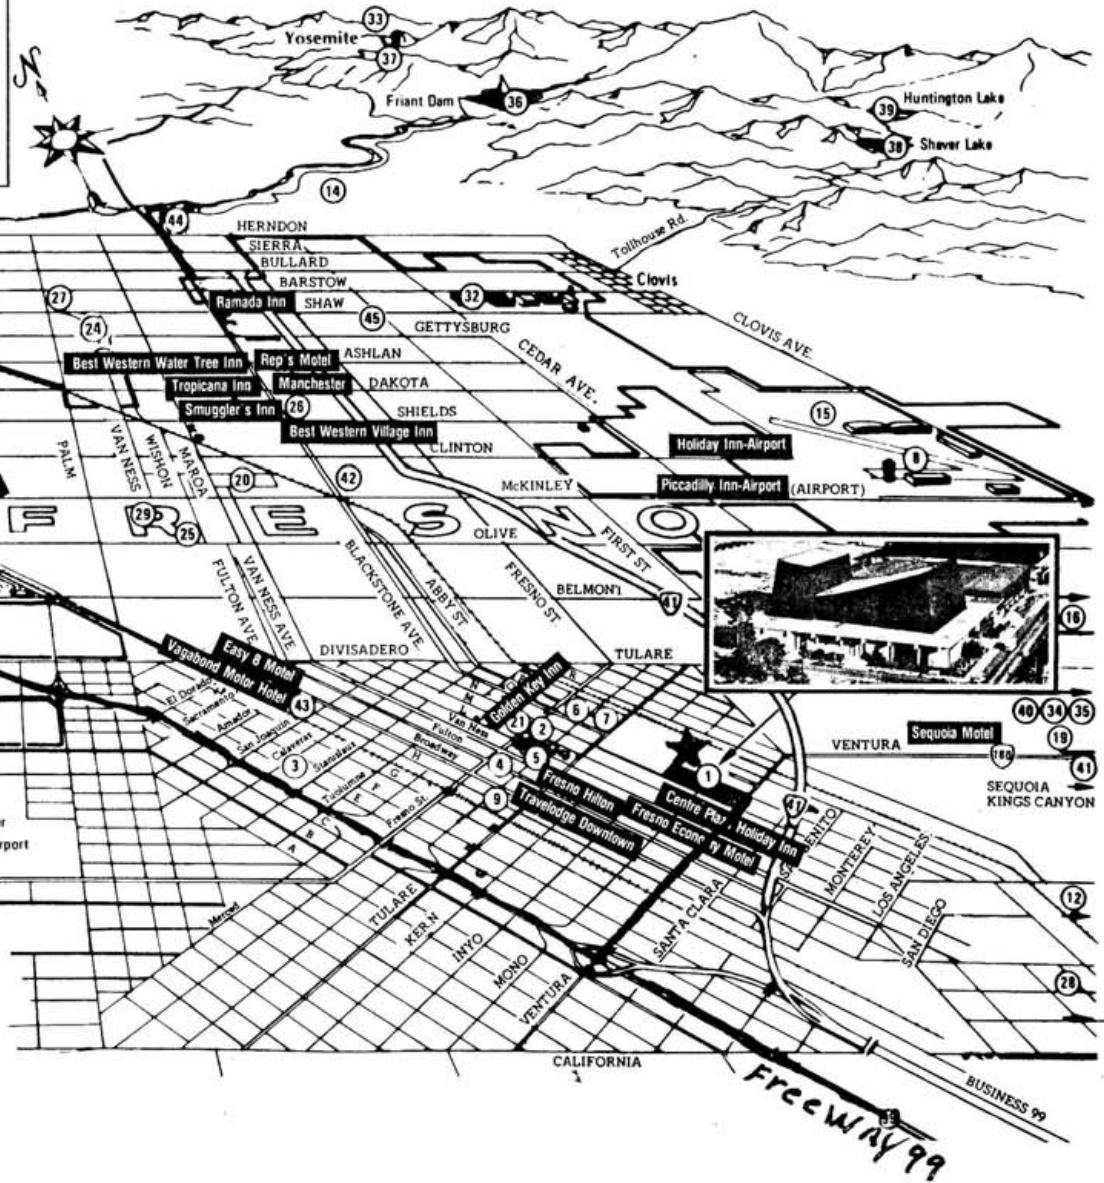 33
Yosemite
37
N
Friant Dam
36
39
Huntington Lake
38
Shaver Lake
14
44
HERNDON
SIERRA
BULLARD
BARSTOW
SHAW
Tollhouse Rd.
Clovis
27
Ramada Inn
32
24
45
GETTYSBURG
CLOVIS AVE.
Best Western Water Tree Inn
Rep's Motel
ASHLAN
CEDAR AVE.
Tropicana Inn
Manchester
DAKOTA
Smuggler's Inn
26
SHIELDS
15
Best Western Village Inn
CLINTON
Holiday Inn-Airport
PALM
VAN NESS
WISHON
MAROA
20
42
McKINLEY
8
Piccadilly Inn-Airport
(AIRPORT)
FRESNO
29
25
OLIVE
FIRST ST
FULTON AVE.
VAN NESS AVE
BLACKSTONE AVE.
ABBY ST
FRESNO ST.
BELMONT
41
16
Easy 8 Motel
Vagabond Motor Hotel
DIVISADERO
TULARE
Golden Key Inn
El Dorado
Sacramento
Amador
San Joaquin
Calaveras
Stanislaus
Tuolumne
43
3
Van Ness
Fulton
Broadway
H
G
F
E
C
B
A
Fresno St.
N
M
R
21
2
6
7
5
4
9
40
34
35
VENTURA
Sequoia Motel
19
180
41
SEQUOIA
KINGS CANYON
1
Fresno Hilton
Travelodge Downtown
Centre Plaza Holiday Inn
Fresno Economy Motel
41
SAN BENITO
MONTEREY
LOS ANGELES
SAN DIEGO
SANTA CLARA
12
28
rport
Merced
TULARE
KERN
INYO
MONO
VENTURA
CALIFORNIA
BUSINESS 99
99
Freeway 99